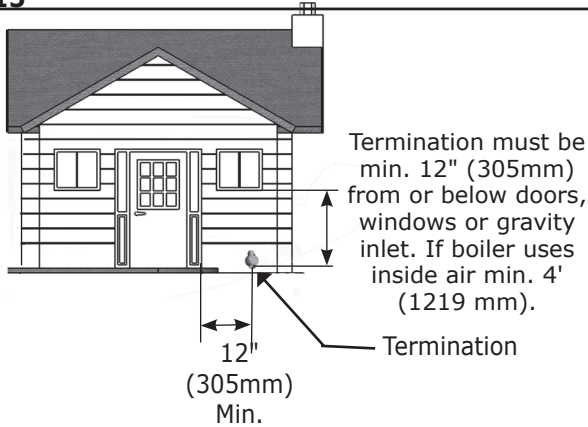 Termination must be
min. 12" (305mm)
from or below doors,
windows or gravity
inlet. If boiler uses
inside air min. 4'
(1219 mm).
Termination
12"
(305mm)
Min.